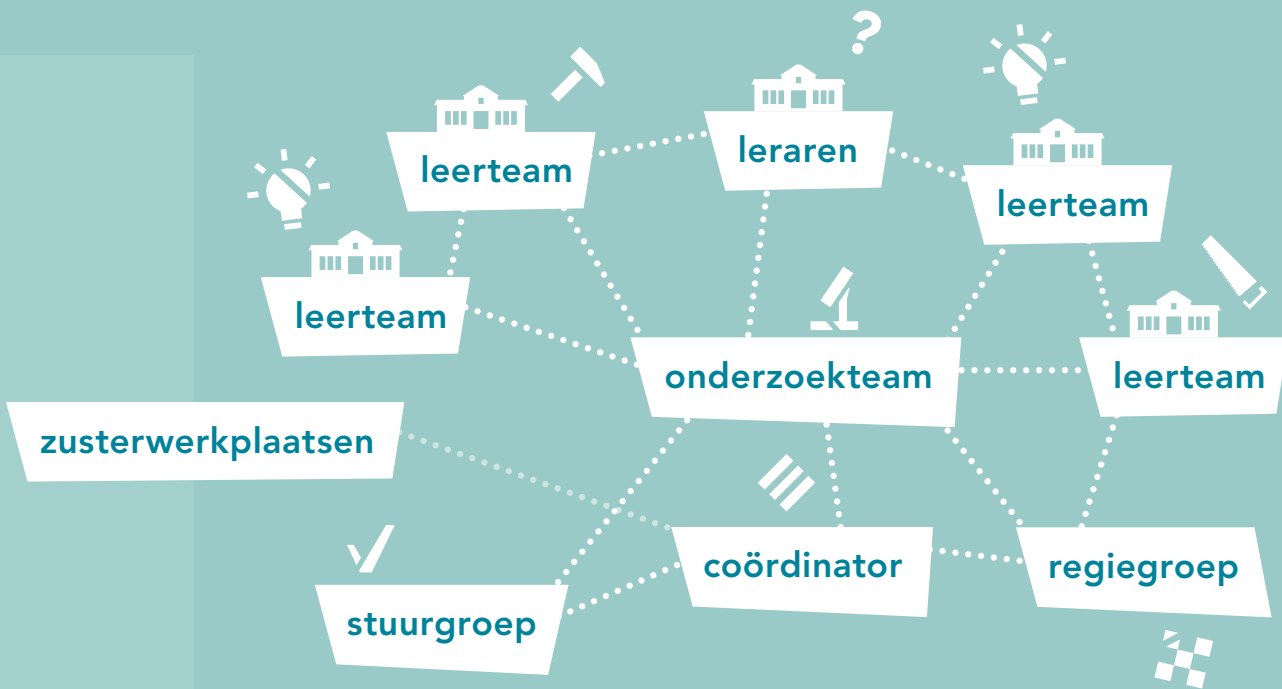 leraren
leerteam
leerteam
leerteam
onderzoekteam
leerteam
zusterwerkplaatsen
coördinator
regiegroep
stuurgroep